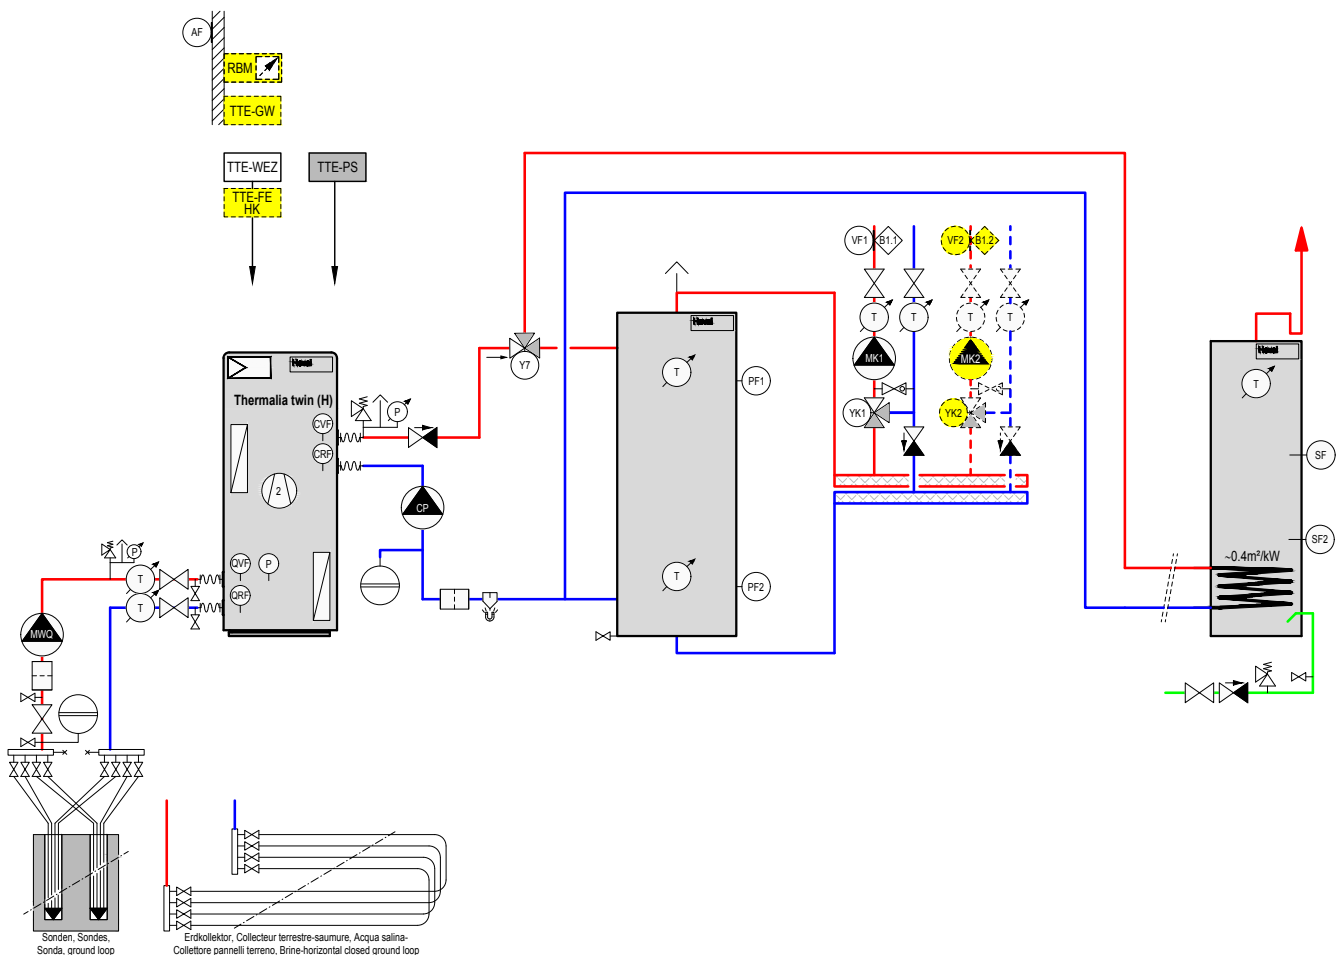 AF
RBM
TTE-GW
TTE-WEZ
TTE-PS
TTE-FE
HK
VF1
B1.1
VF2
B1.2
T
T
T
T
MK1
MK2
Y7
YK1
YK2
Thermalia twin (H)
CVF
CRF
P
2
CP
T
PF1
T
PF2
T
SF
SF2
~0.4m²/kW
QVF
P
QRF
P
T
T
MWQ
Sonden, Sondes,
Sonda, ground loop
Erdkollektor, Collecteur terrestre-saumure, Acqua salina-
Collettore pannelli terreno, Brine-horizontal closed ground loop